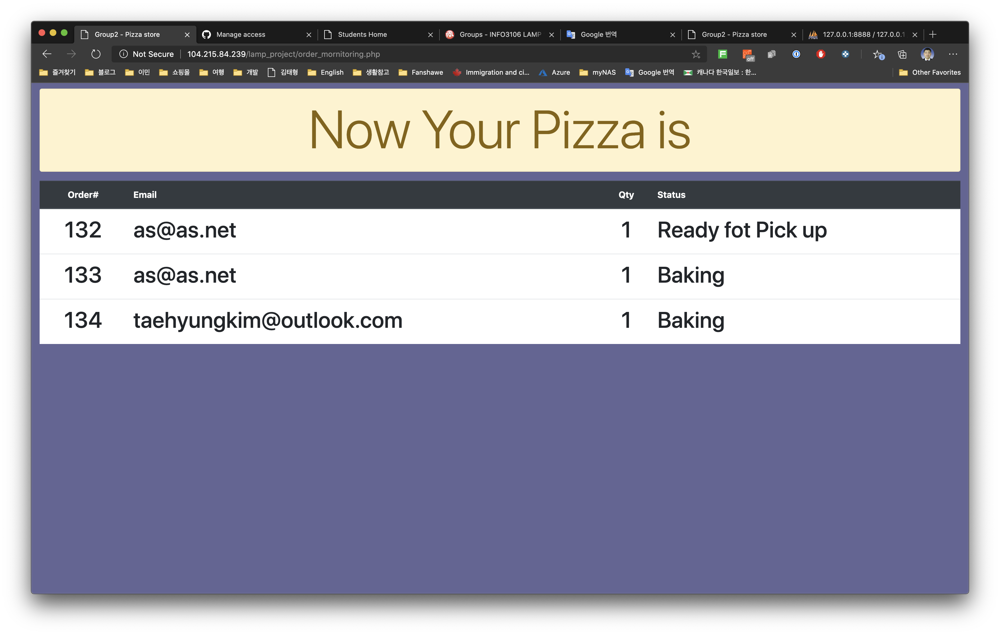 Group2 - Pizza store
Manage access
Students Home
FOL
Groups - INFO3106 LAMP
Google 번역
Group2 - Pizza store
127.0.0.1:8888 / 127.0.0.1
Not Secure
104.215.84.239/lamp_project/order_mornitoring.php
off
즐겨찾기
블로그
이민
쇼핑몰
여행
개발
김태형
English
생활참고
Fanshawe
Immigration and ci...
Azure
myNAS
Google 번역
캐나다 한국일보 : 한...
Other Favorites
Now Your Pizza is
Order# Email Qty Status
132 as@as.net 1 Ready fot Pick up
133 as@as.net 1 Baking
134 taehyungkim@outlook.com 1 Baking